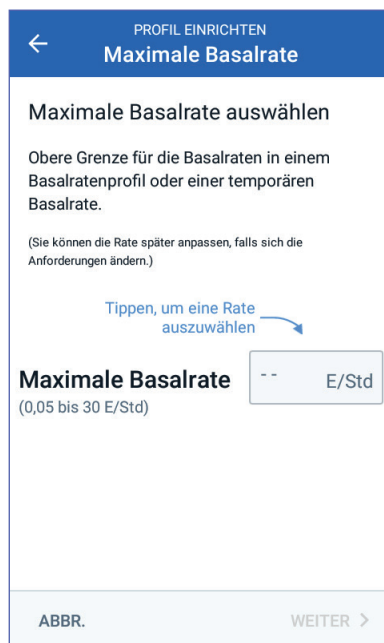 PROFIL EINRICHTEN
Maximale Basalrate
Maximale Basalrate auswählen
Obere Grenze für die Basalraten in einem
Basalratenprofil oder einer temporären
Basalrate.
(Sie können die Rate später anpassen, falls sich die
Anforderungen ändern.)
Tippen, um eine Rate
auszuwählen
Maximale Basalrate
-- E/Std
(0,05 bis 30 E/Std)
ABBR.
WEITER >